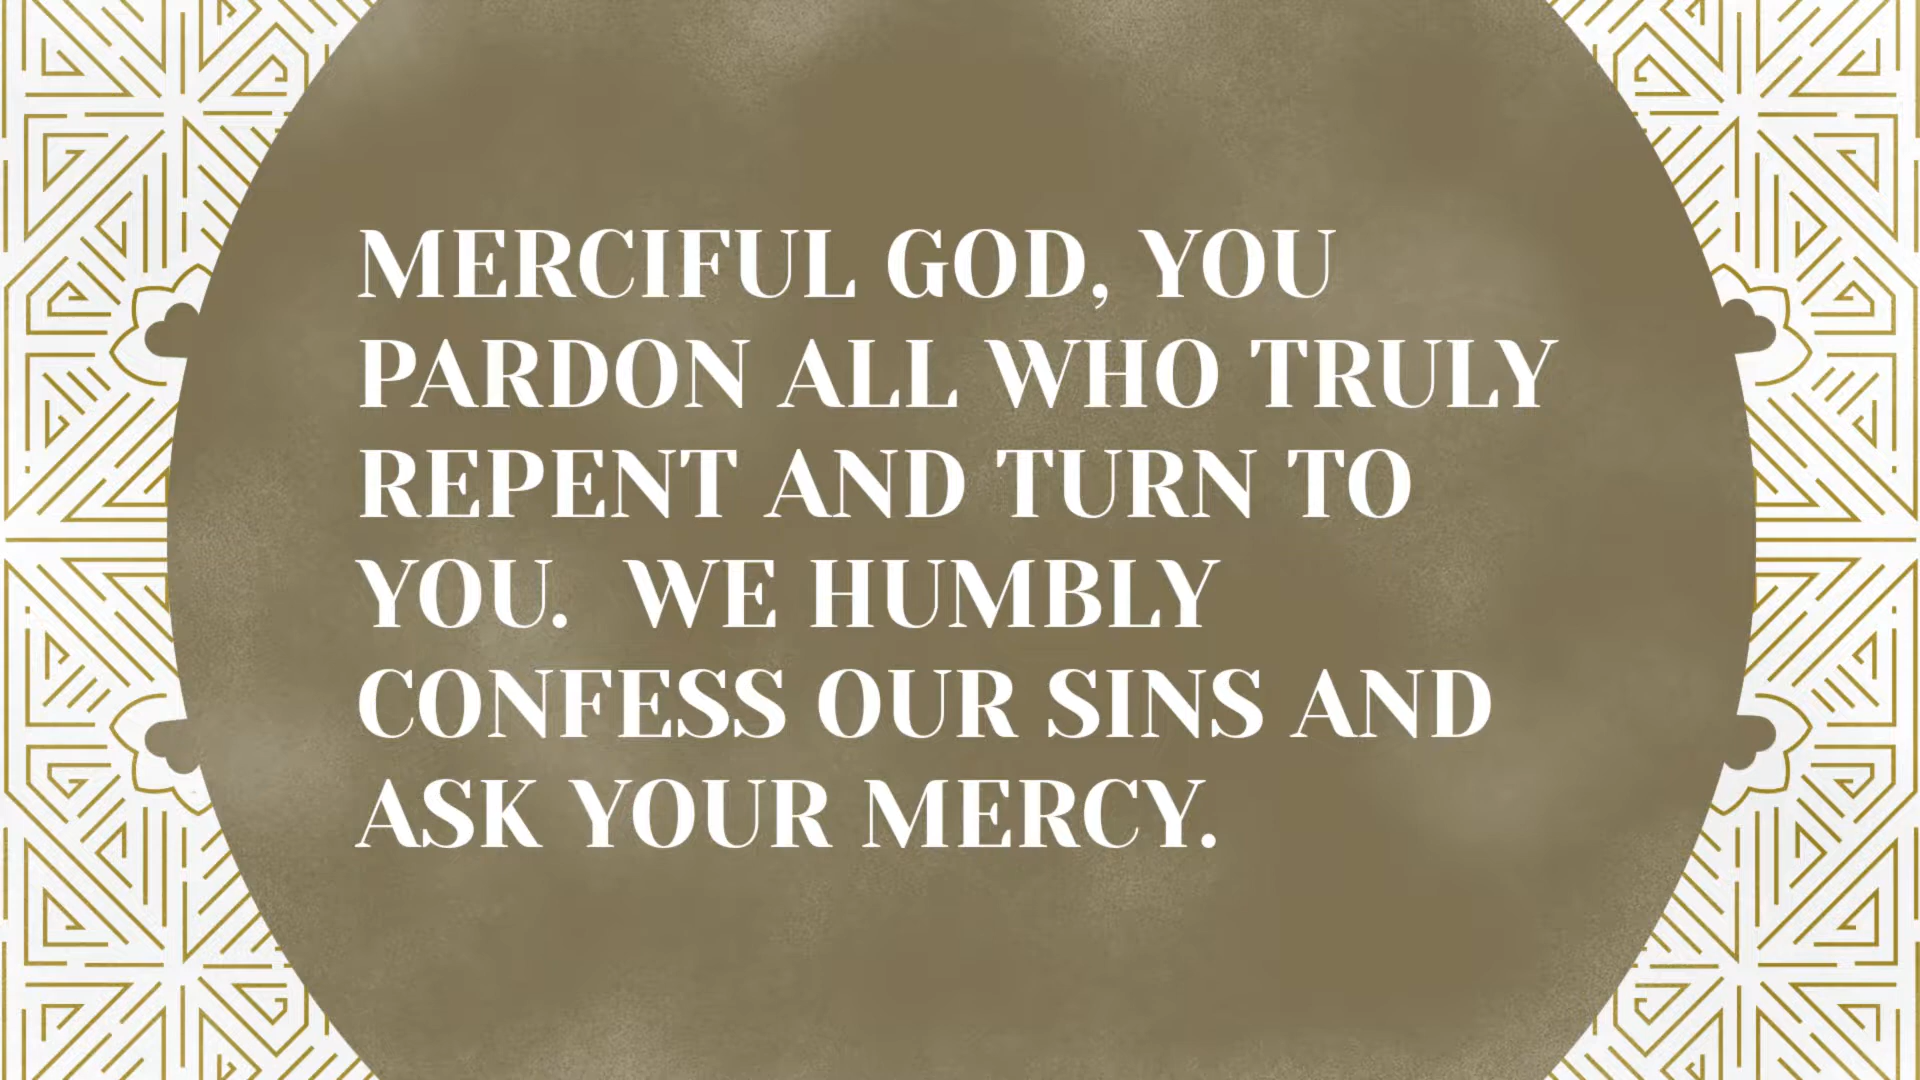 MERCIFUL GOD, YOU
PARDON ALL WHO TRULY
REPENT AND TURN TO
YOU.  WE HUMBLY
CONFESS OUR SINS AND
ASK YOUR MERCY.